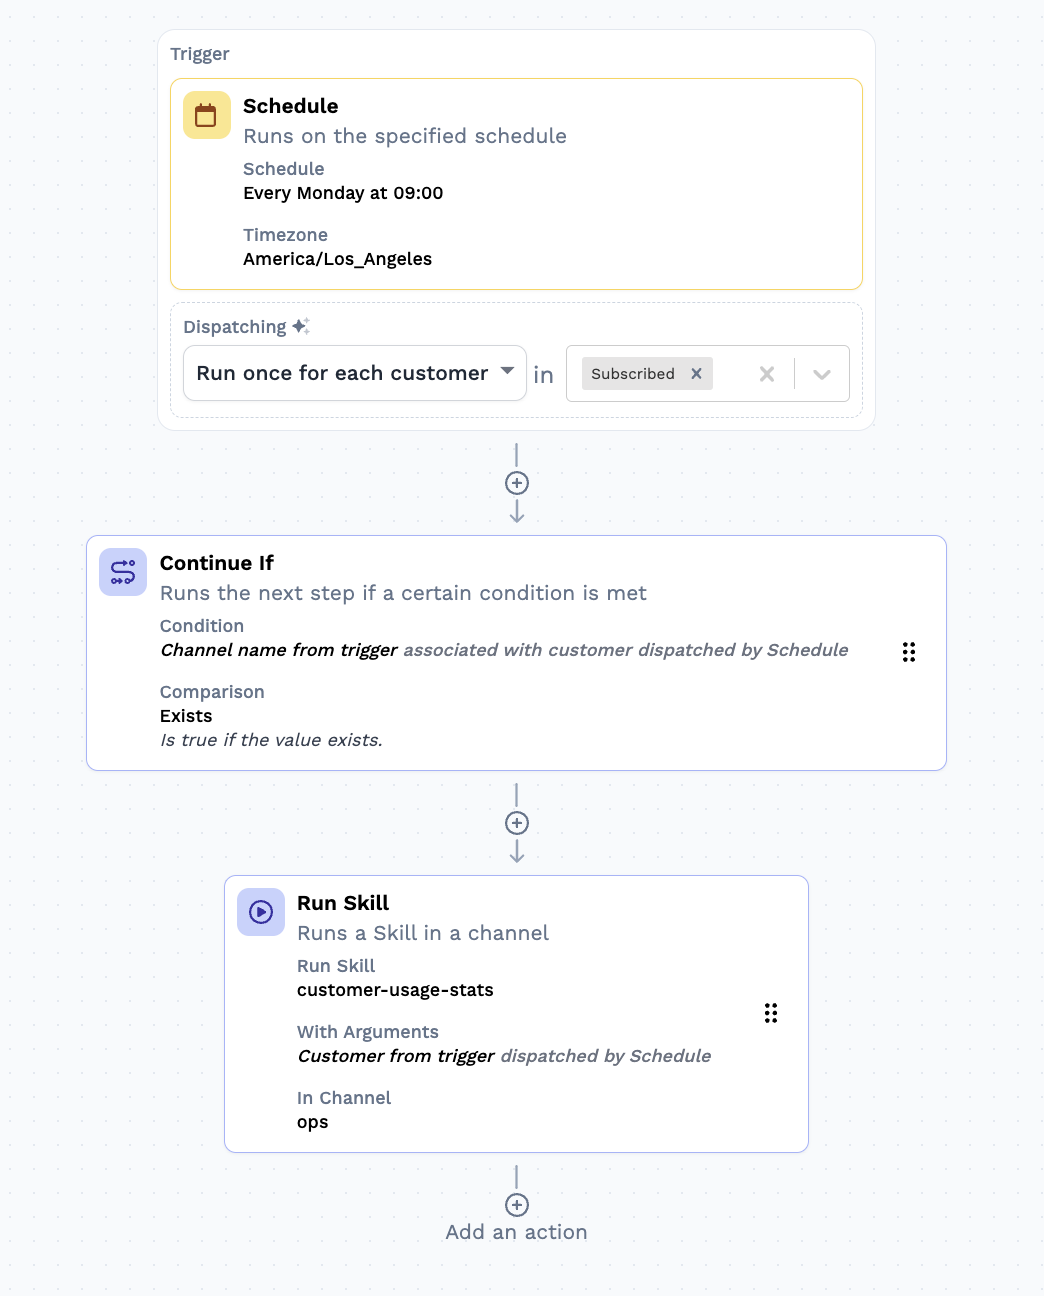 Trigger
Schedule
Runs on the specified schedule
Schedule
Every Monday at 09:00
Timezone
America/Los_Angeles
Dispatching
Run once for each customer in Subscribed
Continue If
Runs the next step if a certain condition is met
Condition
Channel name from trigger associated with customer dispatched by Schedule
Comparison
Exists
Is true if the value exists.
Run Skill
Runs a Skill in a channel
Run Skill
customer-usage-stats
With Arguments
Customer from trigger dispatched by Schedule
In Channel
ops
Add an action